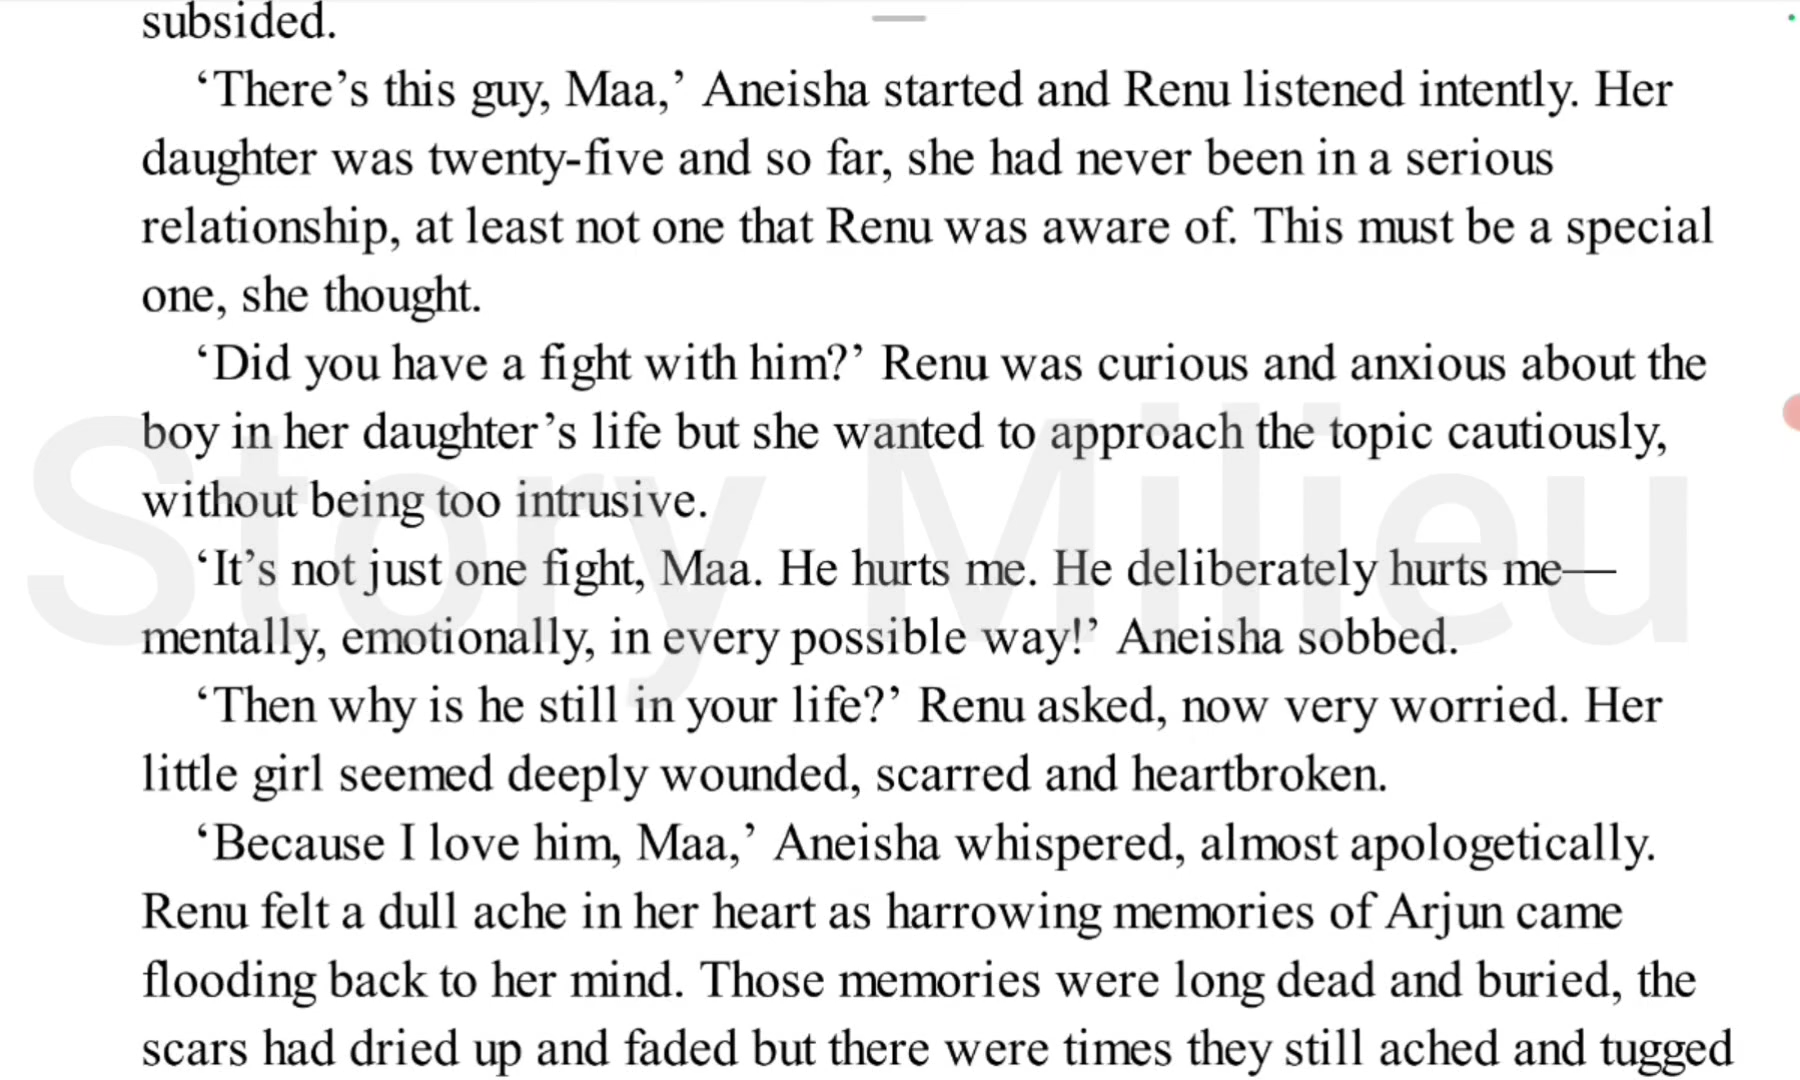 subsided.
‘There’s this guy, Maa,’ Aneisha started and Renu listened intently. Her
daughter was twenty-five and so far, she had never been in a serious
relationship, at least not one that Renu was aware of. This must be a special
one, she thought.
‘Did you have a fight with him?’ Renu was curious and anxious about the
boy in her daughter’s life but she wanted to approach the topic cautiously,
without being too intrusive.
‘It’s not just one fight, Maa. He hurts me. He deliberately hurts me—
mentally, emotionally, in every possible way!’ Aneisha sobbed.
‘Then why is he still in your life?’ Renu asked, now very worried. Her
little girl seemed deeply wounded, scarred and heartbroken.
‘Because I love him, Maa,’ Aneisha whispered, almost apologetically.
Renu felt a dull ache in her heart as harrowing memories of Arjun came
flooding back to her mind. Those memories were long dead and buried, the
scars had dried up and faded but there were times they still ached and tugged
Story Milieu